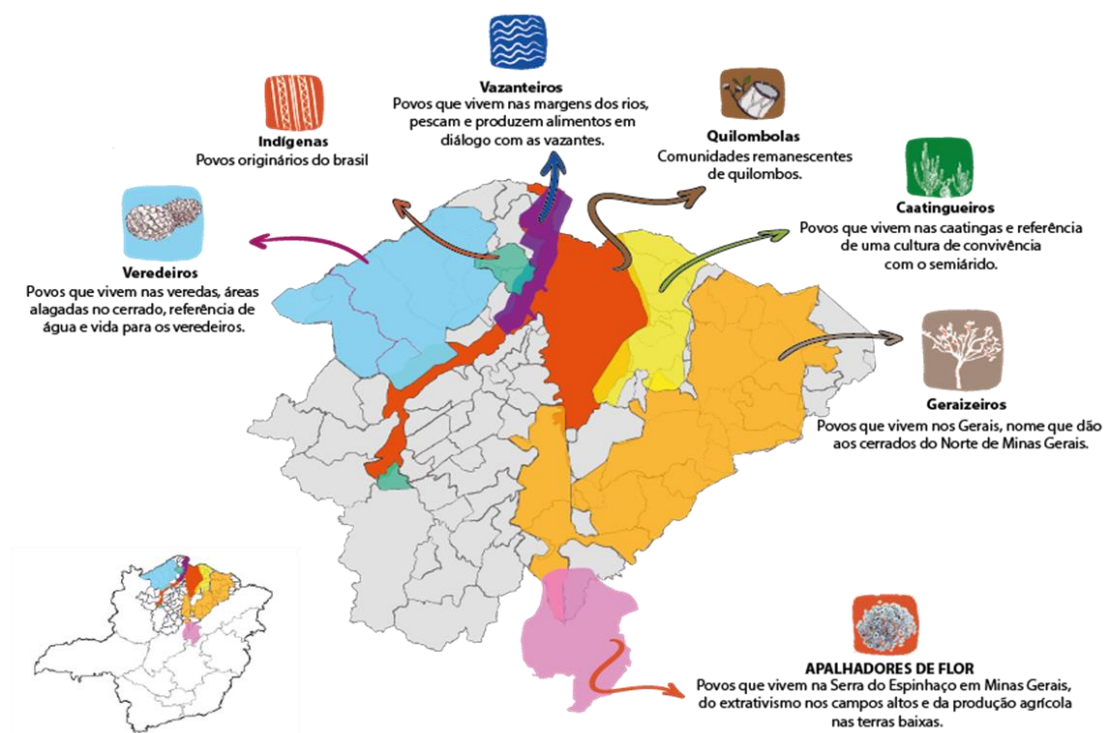 Vazanteiros
Povos que vivem nas margens dos rios,
pescam e produzem alimentos em
diálogo com as vazantes.
Indígenas
Povos originários do brasil
Quilombolas
Comunidades remanescentes
de quilombos.
Caatingueiros
Povos que vivem nas caatingas e referência
de uma cultura de convivência
com o semiárido.
Veredeiros
Povos que vivem nas veredas, áreas
alagadas no cerrado, referência de
água e vida para os veredeiros.
Geraizeiros
Povos que vivem nos Gerais, nome que dão
aos cerrados do Norte de Minas Gerais.
APALHADORES DE FLOR
Povos que vivem na Serra do Espinhaço em Minas Gerais,
do extrativismo nos campos altos e da produção agrícola
nas terras baixas.